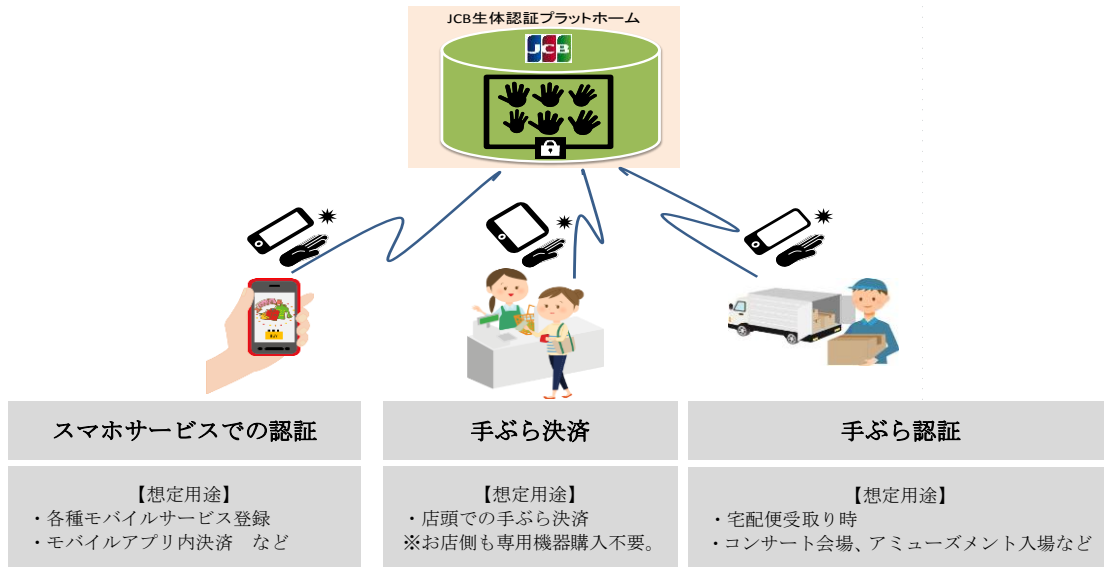 JCB生体認証プラットホーム
JCB
スマホサービスでの認証
【想定用途】
・各種モバイルサービス登録
・モバイルアプリ内決済　など
手ぶら決済
【想定用途】
・店頭での手ぶら決済
※お店側も専用機器購入不要。
手ぶら認証
【想定用途】
・宅配便受取り時
・コンサート会場、アミューズメント入場など